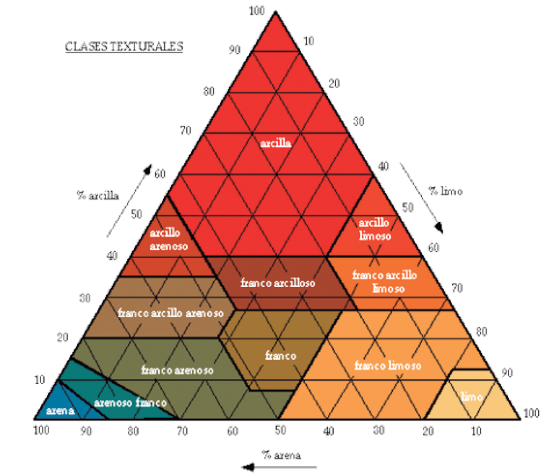 CLASES TEXTURALES
100
90
10
80
20
70
30
arcilla
60
40
% arcilla
% limo
50
50
arcillo
limoso
arcillo
arenoso
40
60
franco arcilloso
franco arcillo
limoso
30
70
franco arcillo arenoso
20
80
franco
franco arenoso
franco limoso
10
90
arena
arenoso franco
limo
100
90
80
70
60
50
40
30
20
10
100
% arena